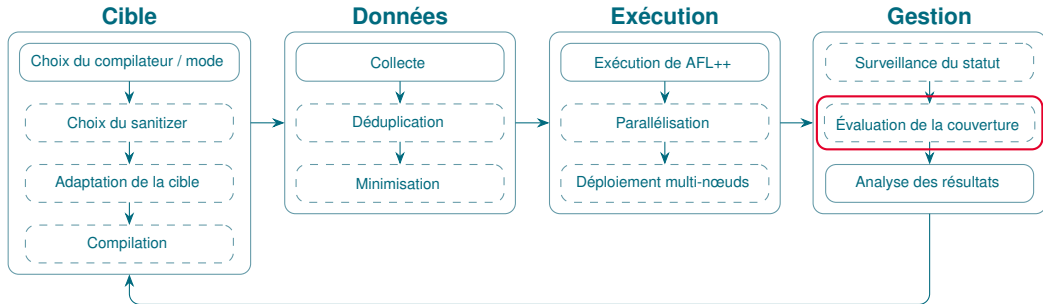 Cible
Choix du compilateur / mode
Choix du sanitizer
Adaptation de la cible
Compilation
Données
Collecte
Déduplication
Minimisation
Exécution
Exécution de AFL++
Parallélisation
Déploiement multi-nœuds
Gestion
Surveillance du statut
Évaluation de la couverture
Analyse des résultats